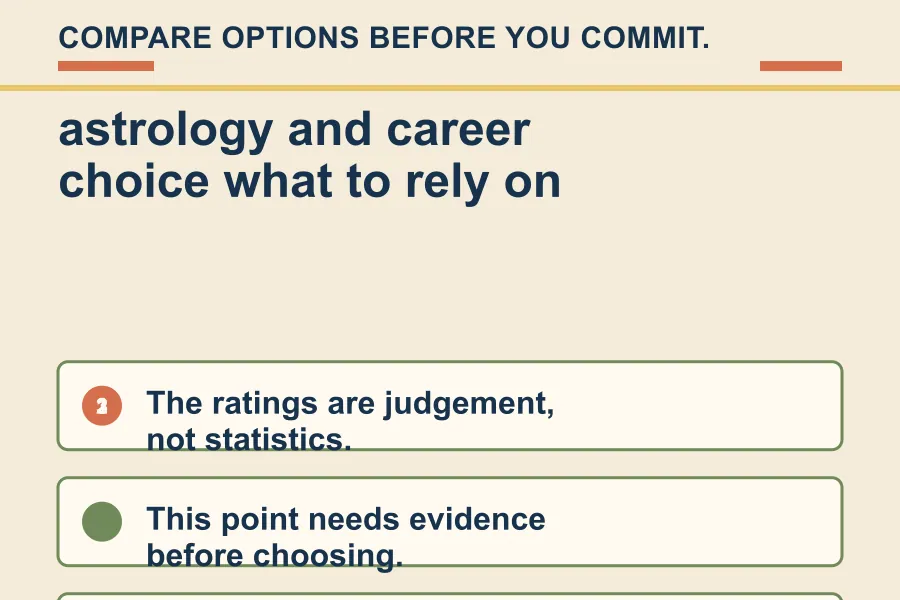 COMPARE OPTIONS BEFORE YOU COMMIT.
astrology and career
choice what to rely on
The ratings are judgement,
not statistics.
This point needs evidence
before choosing.